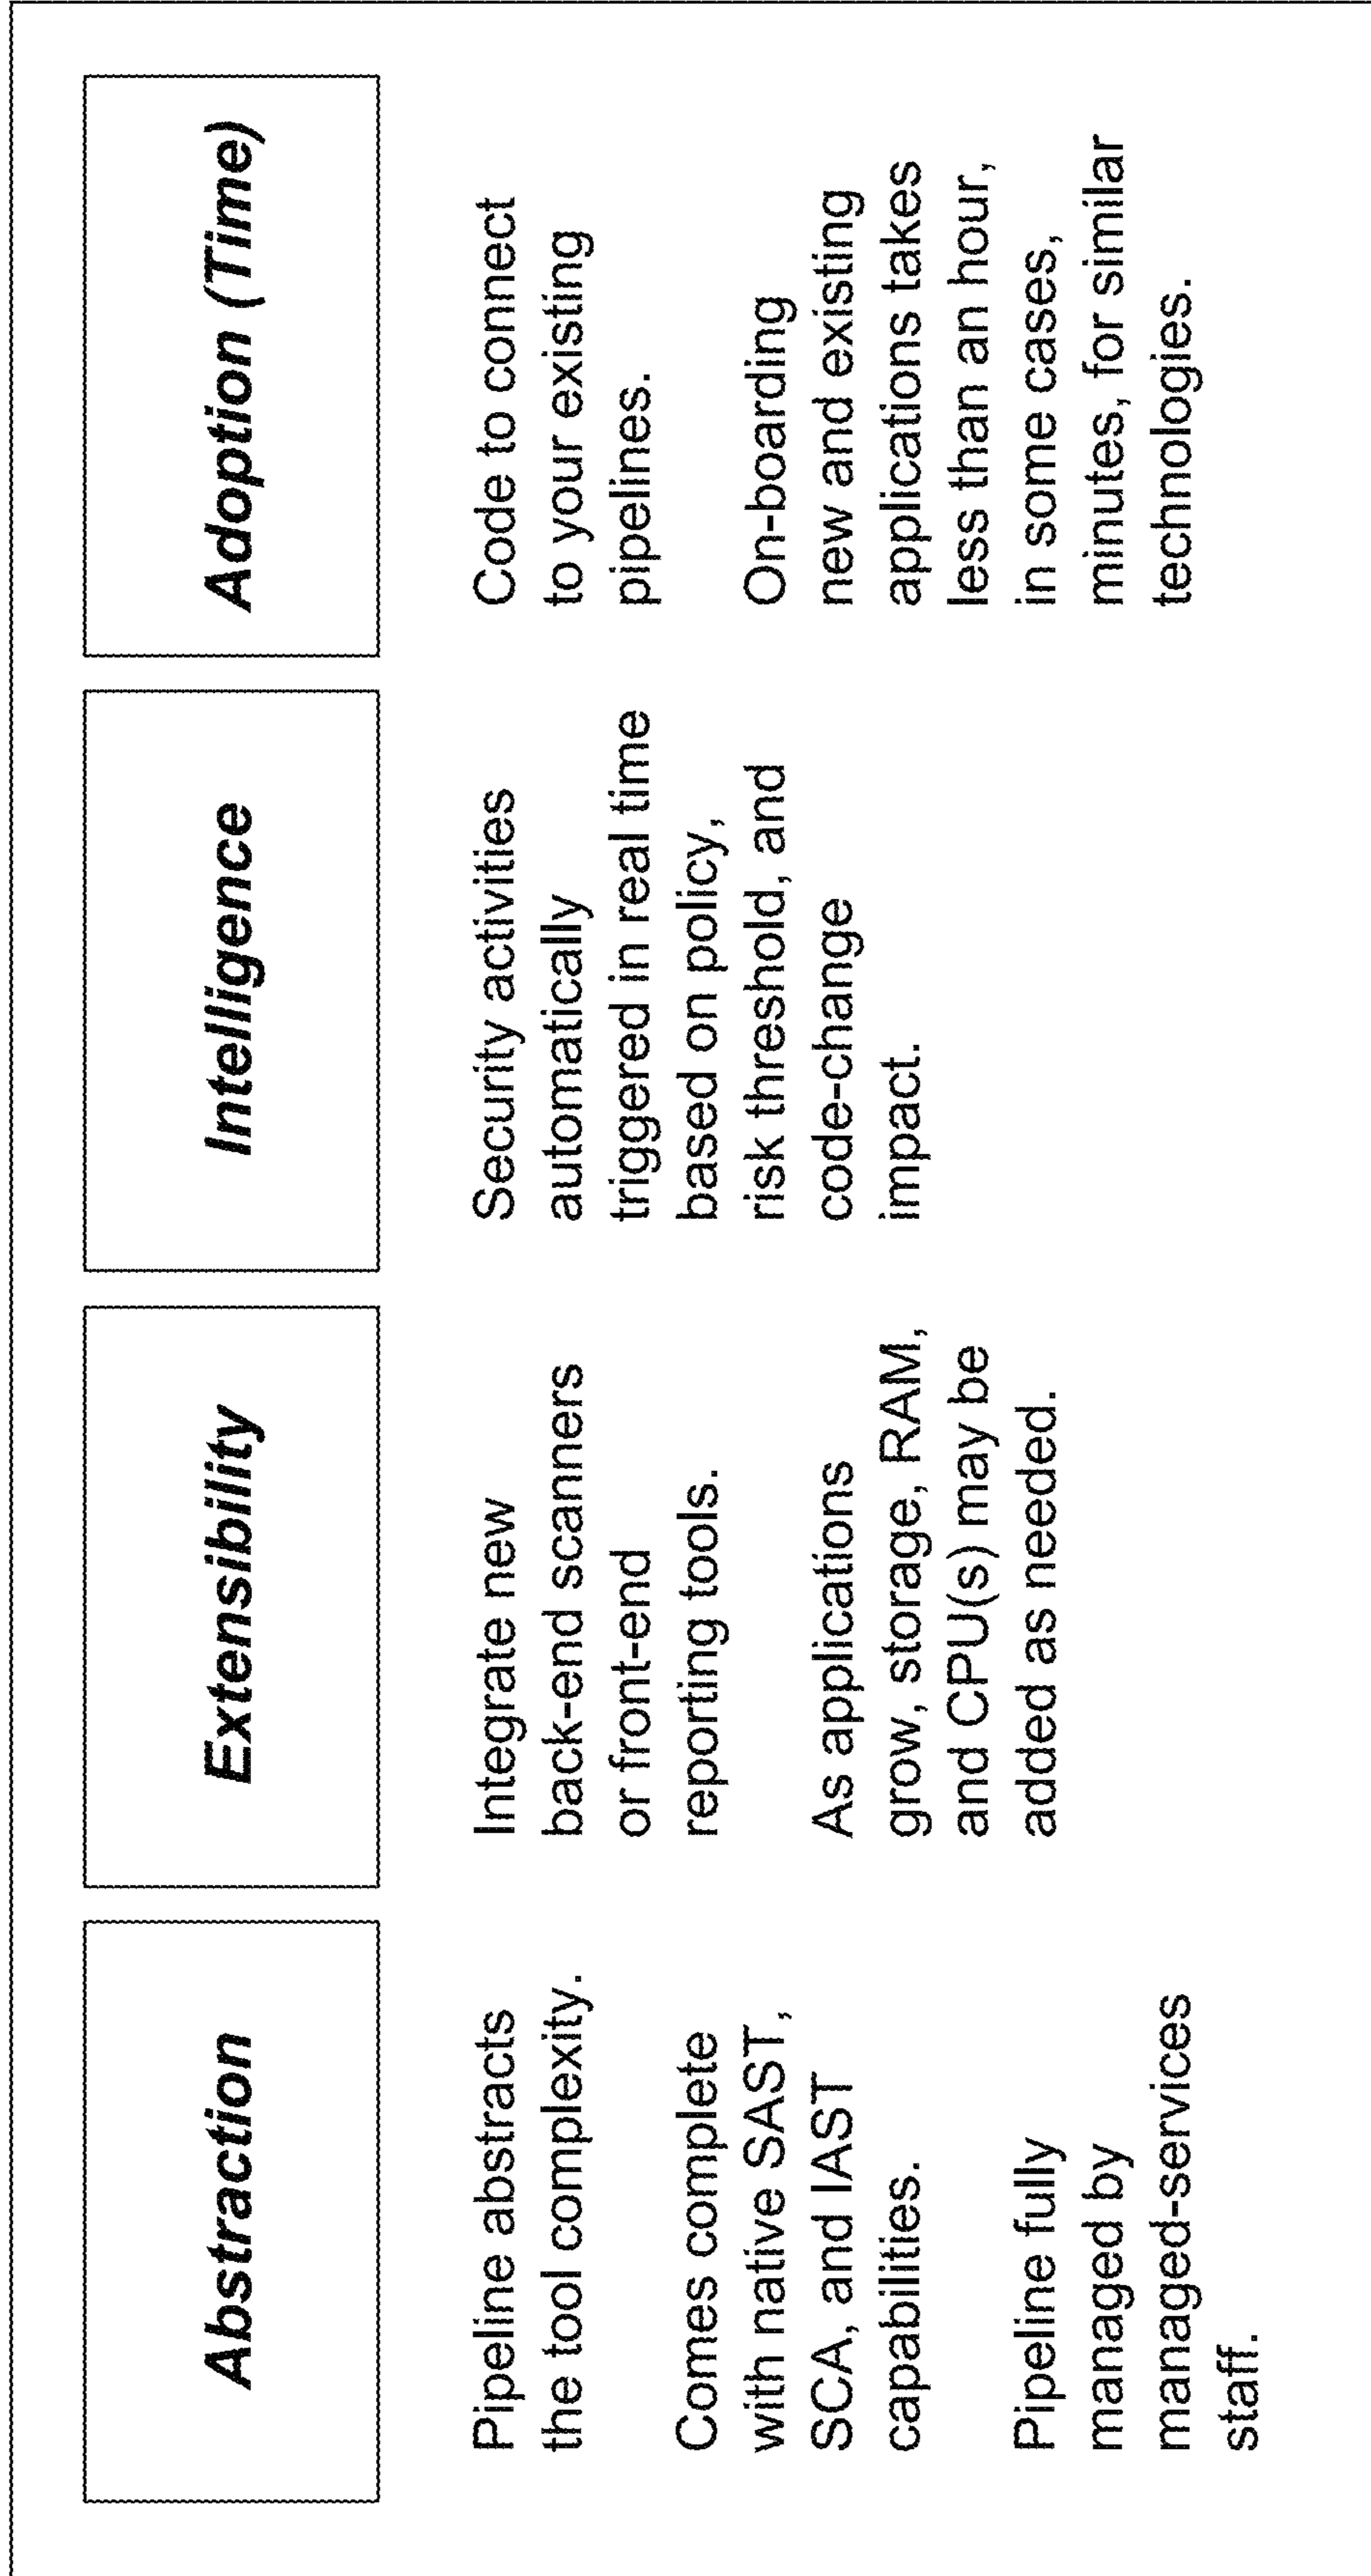 Abstraction
Pipeline abstracts
the tool complexity.
Comes complete
with native SAST,
SCA, and IAST
capabilities.
Pipeline fully
managed by
managed-services
staff.
Extensibility
Integrate new
back-end scanners
or front-end
reporting tools.
As applications
grow, storage, RAM,
and CPU(s) may be
added as needed.
Intelligence
Security activities
automatically
triggered in real time
based on policy,
risk threshold, and
code-change
impact.
Adoption (Time)
Code to connect
to your existing
pipelines.
On-boarding
new and existing
applications takes
less than an hour,
in some cases,
minutes, for similar
technologies.